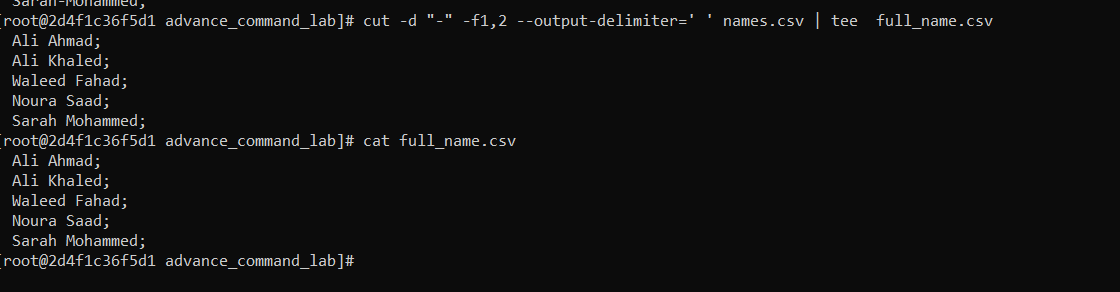 Sarah-Mohammed;
[root@2d4f1c36f5d1 advance_command_lab]# cut -d "-" -f1,2 --output-delimiter=' ' names.csv | tee  full_name.csv
Ali Ahmad;
Ali Khaled;
Waleed Fahad;
Noura Saad;
Sarah Mohammed;
[root@2d4f1c36f5d1 advance_command_lab]# cat full_name.csv
Ali Ahmad;
Ali Khaled;
Waleed Fahad;
Noura Saad;
Sarah Mohammed;
[root@2d4f1c36f5d1 advance_command_lab]#